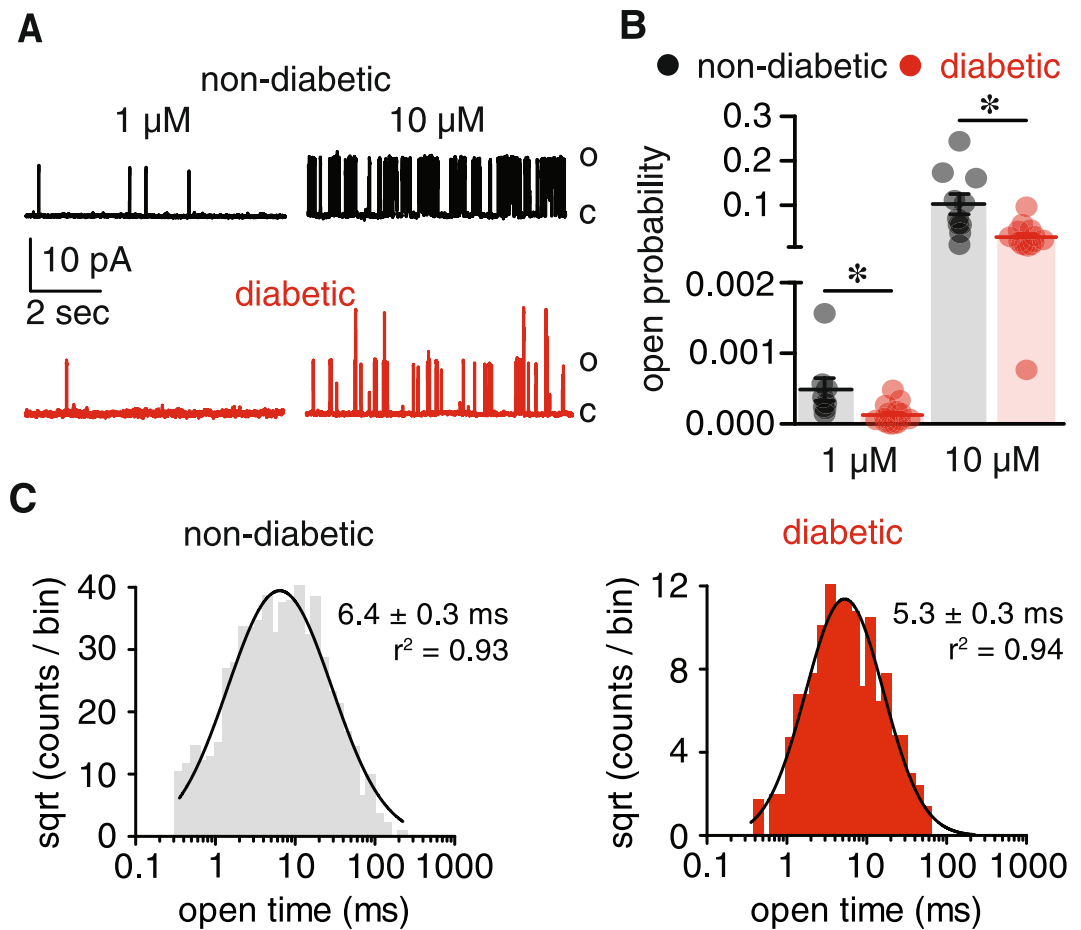 A
non-diabetic
1 µM 10 µM
O
C
10 pA
2 sec
diabetic
O
C
B
non-diabetic diabetic
*
0.3
0.2
0.1
*
0.002
0.001
0.000
open probability
1 µM 10 µM
C
non-diabetic
40
30
20
10
0
sqrt (counts / bin)
6.4 ± 0.3 ms
r² = 0.93
0.1 1 10 100 1000
open time (ms)
diabetic
12
8
4
0
sqrt (counts / bin)
5.3 ± 0.3 ms
r² = 0.94
0.1 1 10 100 1000
open time (ms)